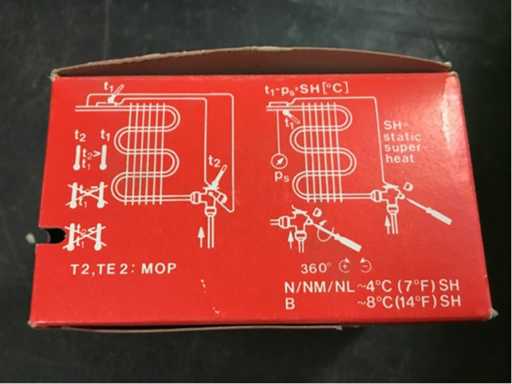 t₁
t₁-pₛ=SH[°C]
t₁
t₂ t₁
t₂>
t₁
t₂
pₛ
SH-
static
super
heat
T2,TE2: MOP
360° + -
N/NM/NL ~4°C (7°F) SH
B ~8°C (14°F) SH